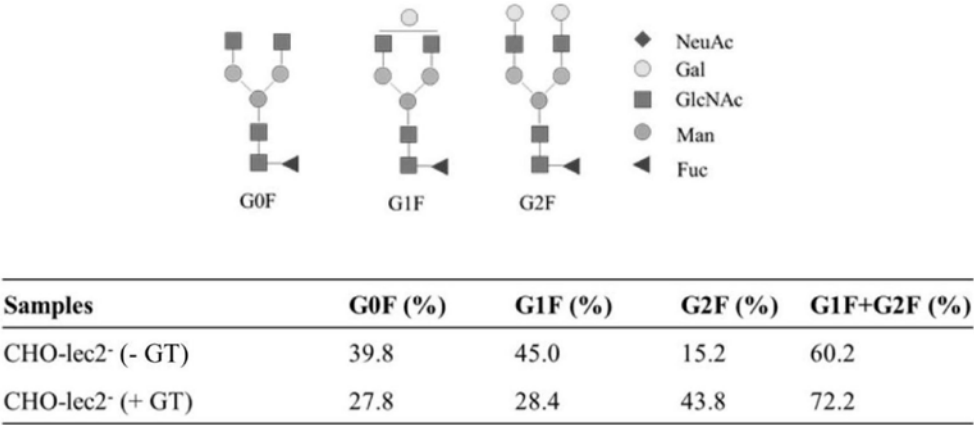 NeuAc
Gal
GlcNAc
Man
Fuc
G0F G1F G2F
Samples G0F (%) G1F (%) G2F (%) G1F+G2F (%)
CHO-lec2⁻ (- GT) 39.8 45.0 15.2 60.2
CHO-lec2⁻ (+ GT) 27.8 28.4 43.8 72.2